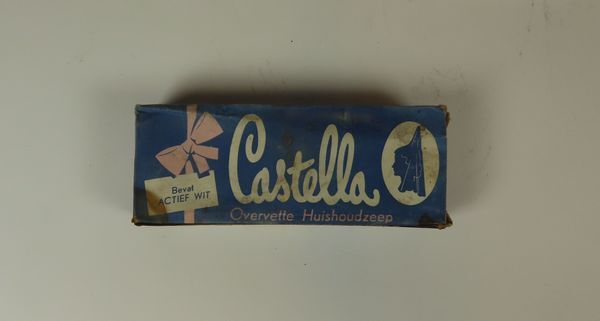 Bevat
ACTIEF WIT
Castella
Overvette Huishoudzeep